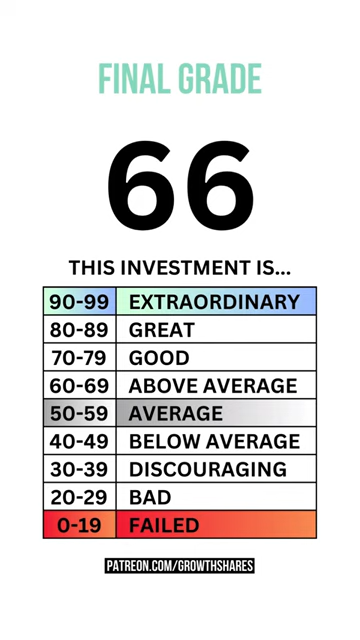 FINAL GRADE
66
THIS INVESTMENT IS...
90-99 EXTRAORDINARY
80-89 GREAT
70-79 GOOD
60-69 ABOVE AVERAGE
50-59 AVERAGE
40-49 BELOW AVERAGE
30-39 DISCOURAGING
20-29 BAD
0-19 FAILED
PATREON.COM/GROWTHSHARES